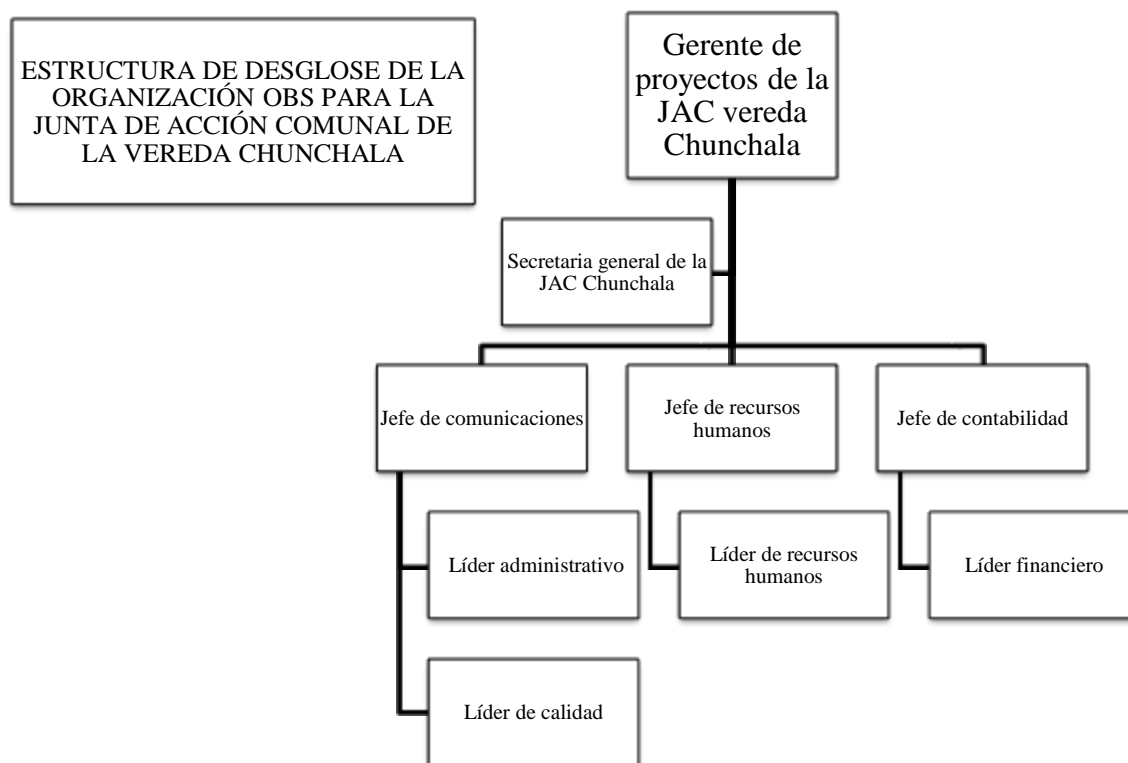 ESTRUCTURA DE DESGLOSE DE LA
ORGANIZACIÓN OBS PARA LA
JUNTA DE ACCIÓN COMUNAL DE
LA VEREDA CHUNCHALA
Gerente de
proyectos de la
JAC vereda
Chunchala
Secretaria general de la
JAC Chunchala
Jefe de comunicaciones
Jefe de recursos
humanos
Jefe de contabilidad
Líder administrativo
Líder de recursos
humanos
Líder financiero
Líder de calidad